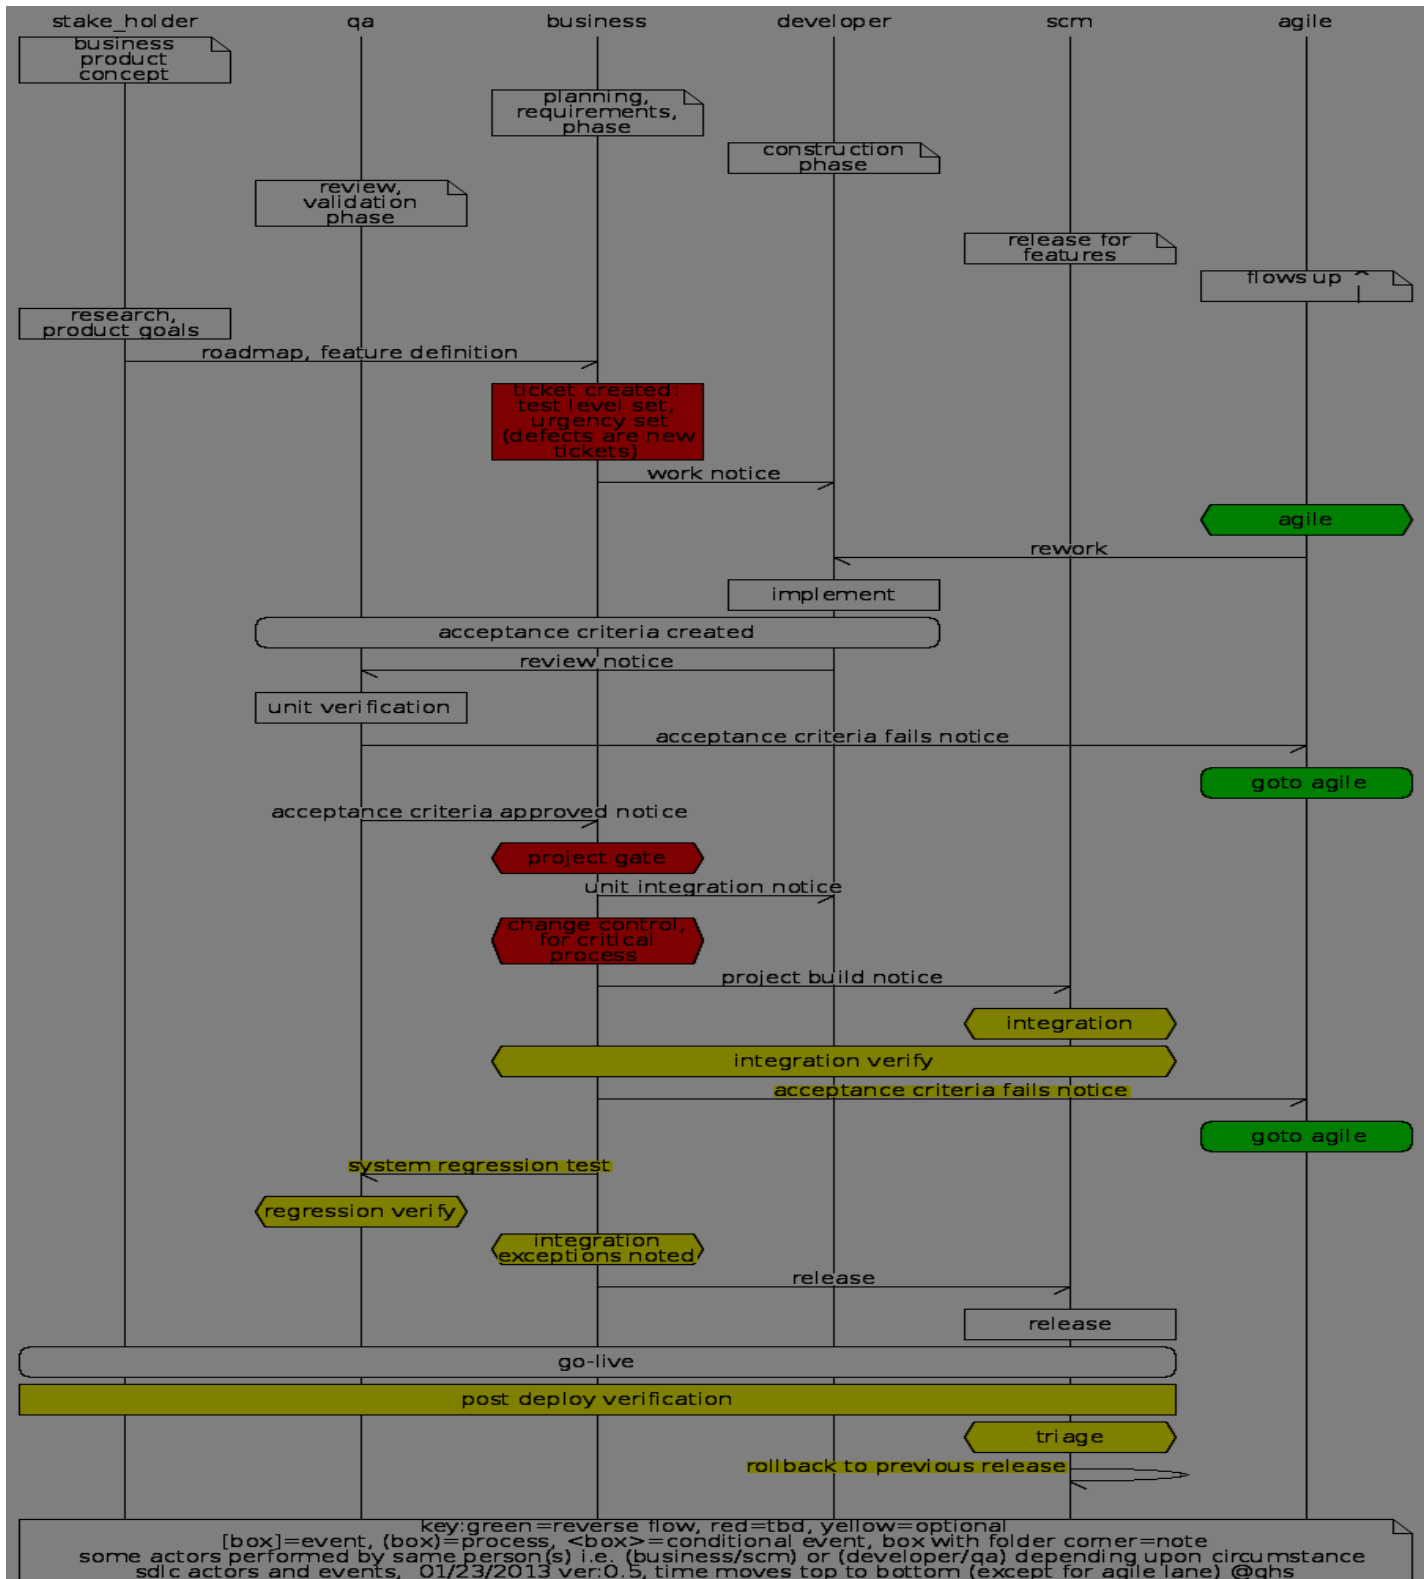 stake_holder qa business developer scm agile
business
product
concept
planning,
requirements,
phase
construction
phase
review,
validation
phase
release for
features
flows up ^
|
research,
product goals
roadmap, feature definition
ticket created:
test level set,
urgency set
(defects are new
tickets)
work notice
agile
rework
implement
acceptance criteria created
review notice
unit verification
acceptance criteria fails notice
goto agile
acceptance criteria approved notice
project gate
unit integration notice
change control,
for critical
process
project build notice
integration
integration verify
acceptance criteria fails notice
goto agile
system regression test
regression verify
integration
exceptions noted
release
release
go-live
post deploy verification
triage
rollback to previous release
key:green=reverse flow, red=tbd, yellow=optional
[box]=event, (box)=process, <box>=conditional event, box with folder corner=note
some actors performed by same person(s) i.e. (business/scm) or (developer/qa) depending upon circumstance
sdlc actors and events, 01/23/2013 ver:0.5, time moves top to bottom (except for agile lane) @ghs